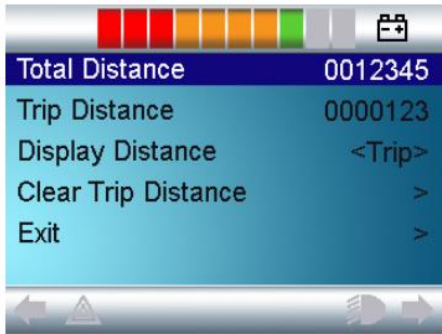 Total Distance 0012345
Trip Distance 0000123
Display Distance <Trip>
Clear Trip Distance >
Exit >